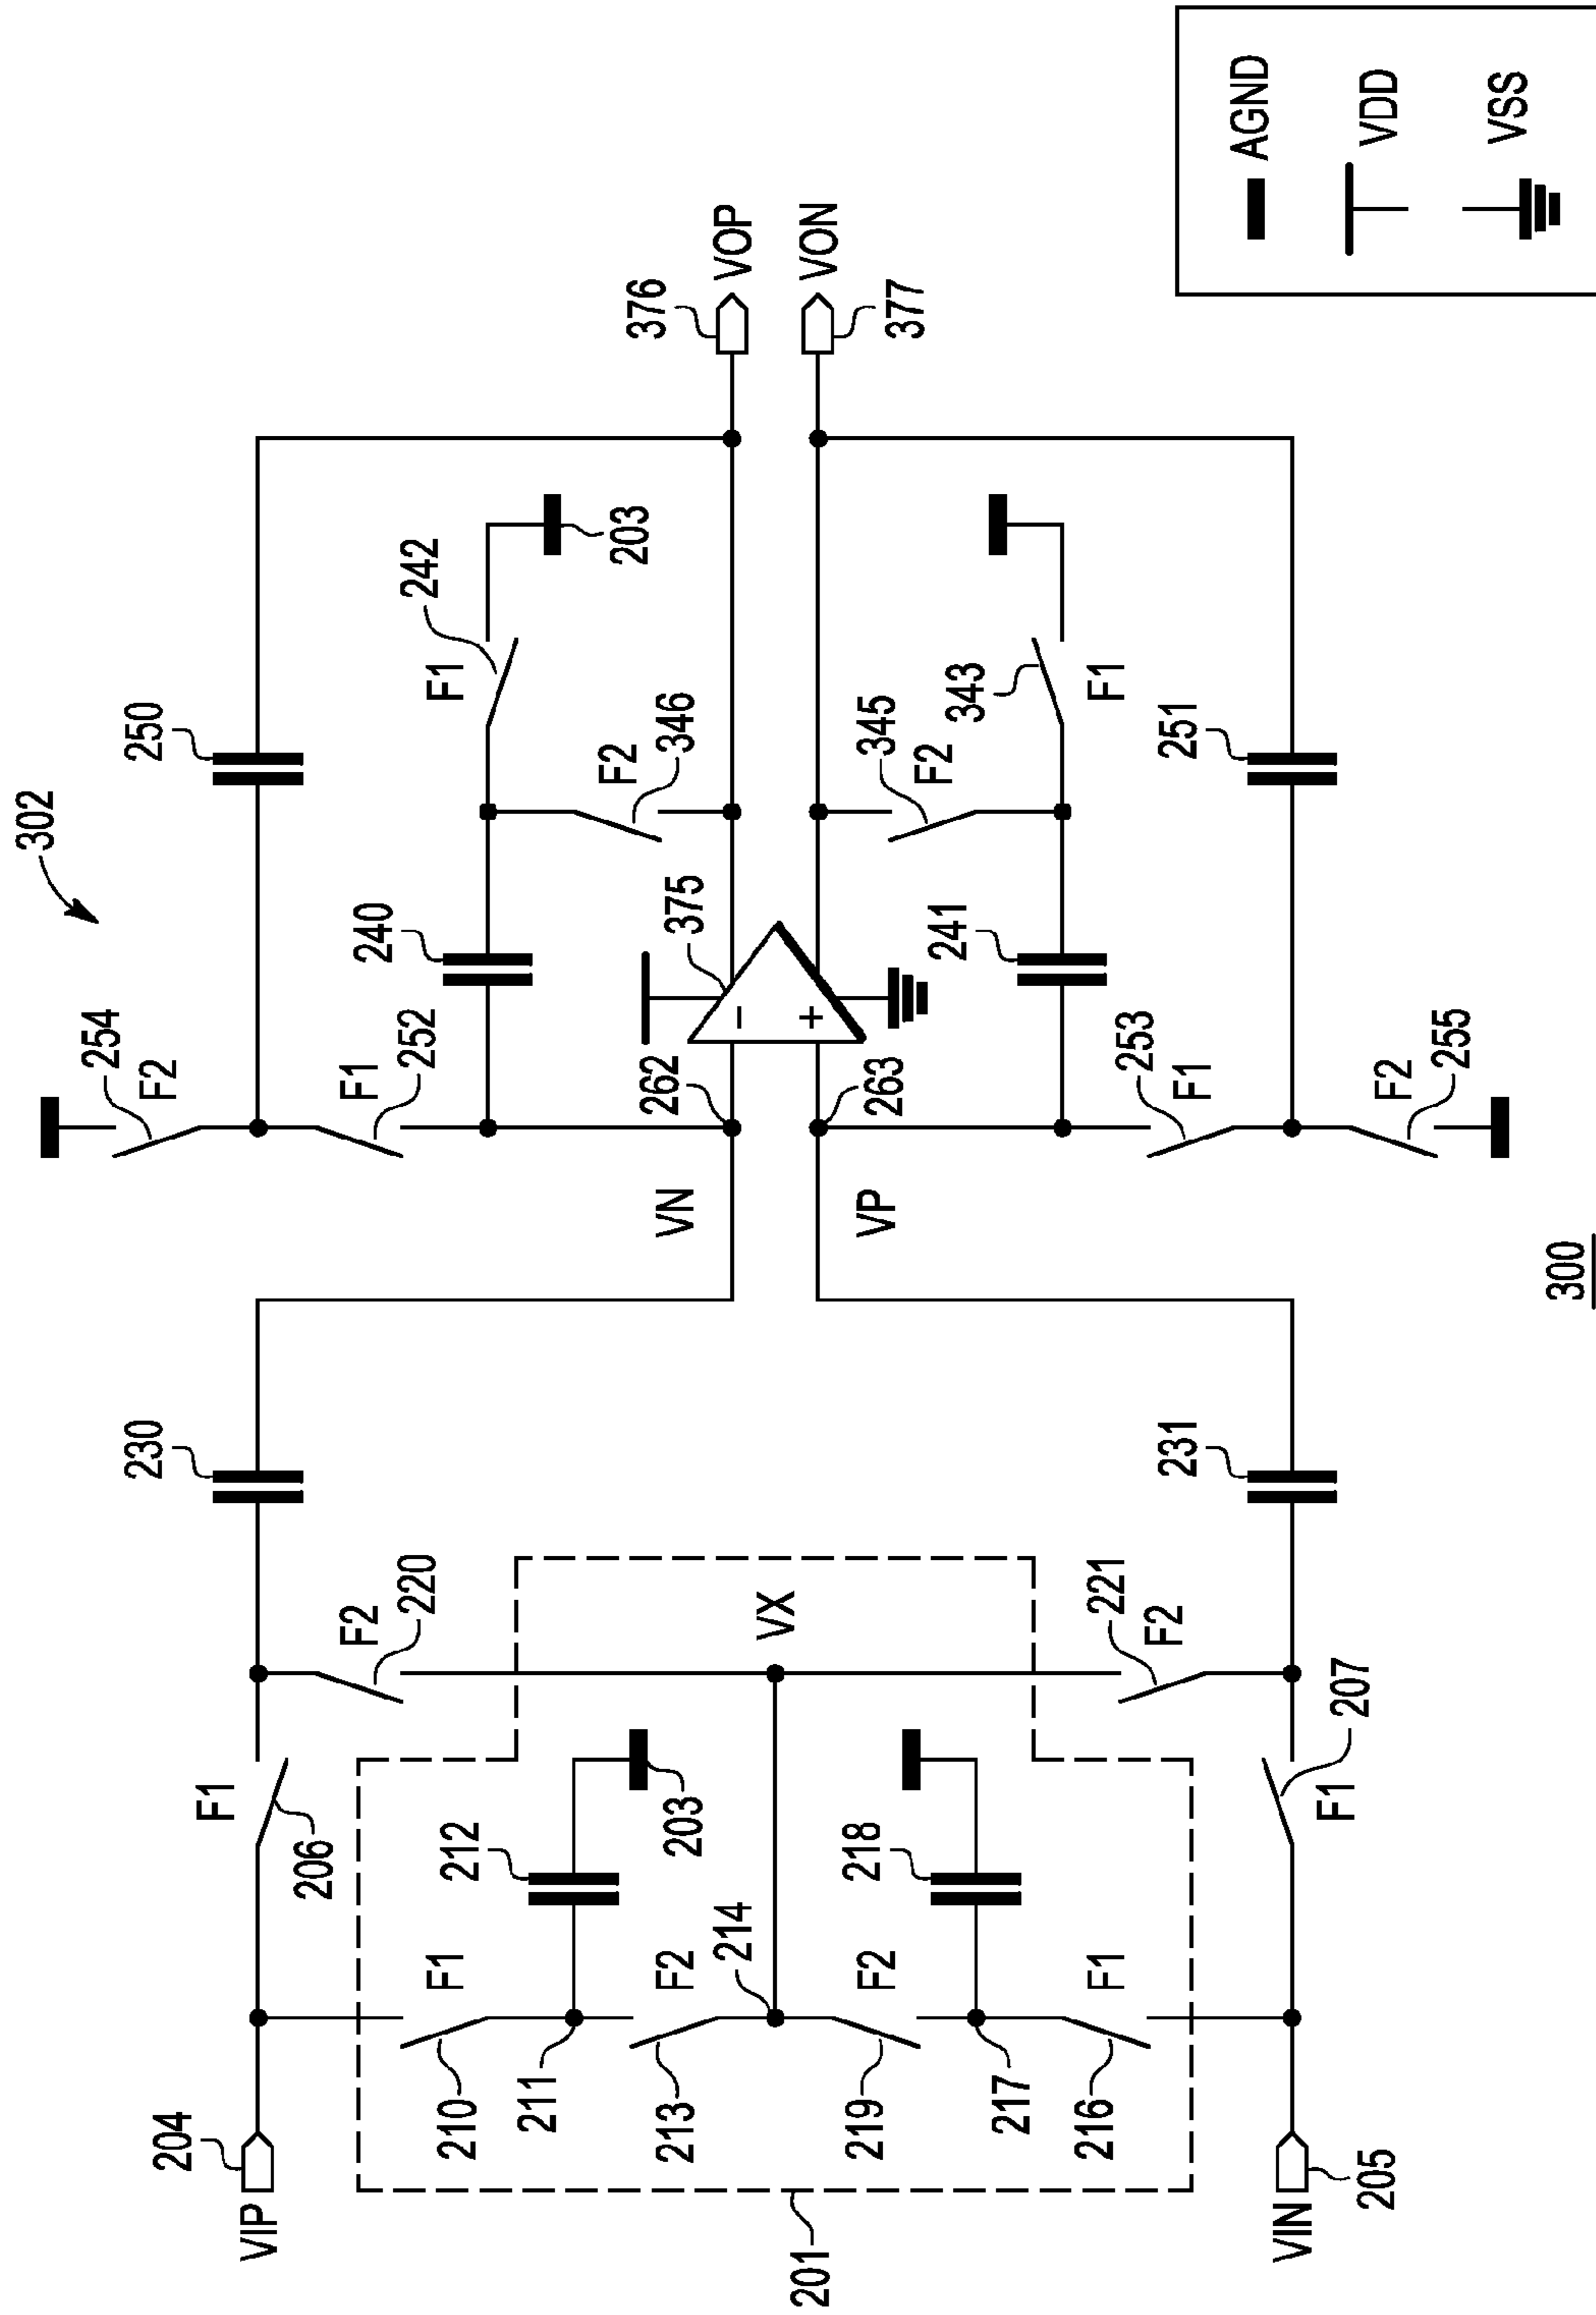 302
254
F2
250
F1
252
240
242
F1
203
F2
346
376
VOP
VN
262
375
−
+
VP
263
VON
377
345
F2
343
F1
241
253
F1
F2
255
251
230
231
F1
206
F2
220
VX
204
VIP
210
F1
211
212
203
213
F2
214
219
F2
217
218
216
F1
201
221
F2
207
F1
VIN
205
300
AGND
VDD
VSS